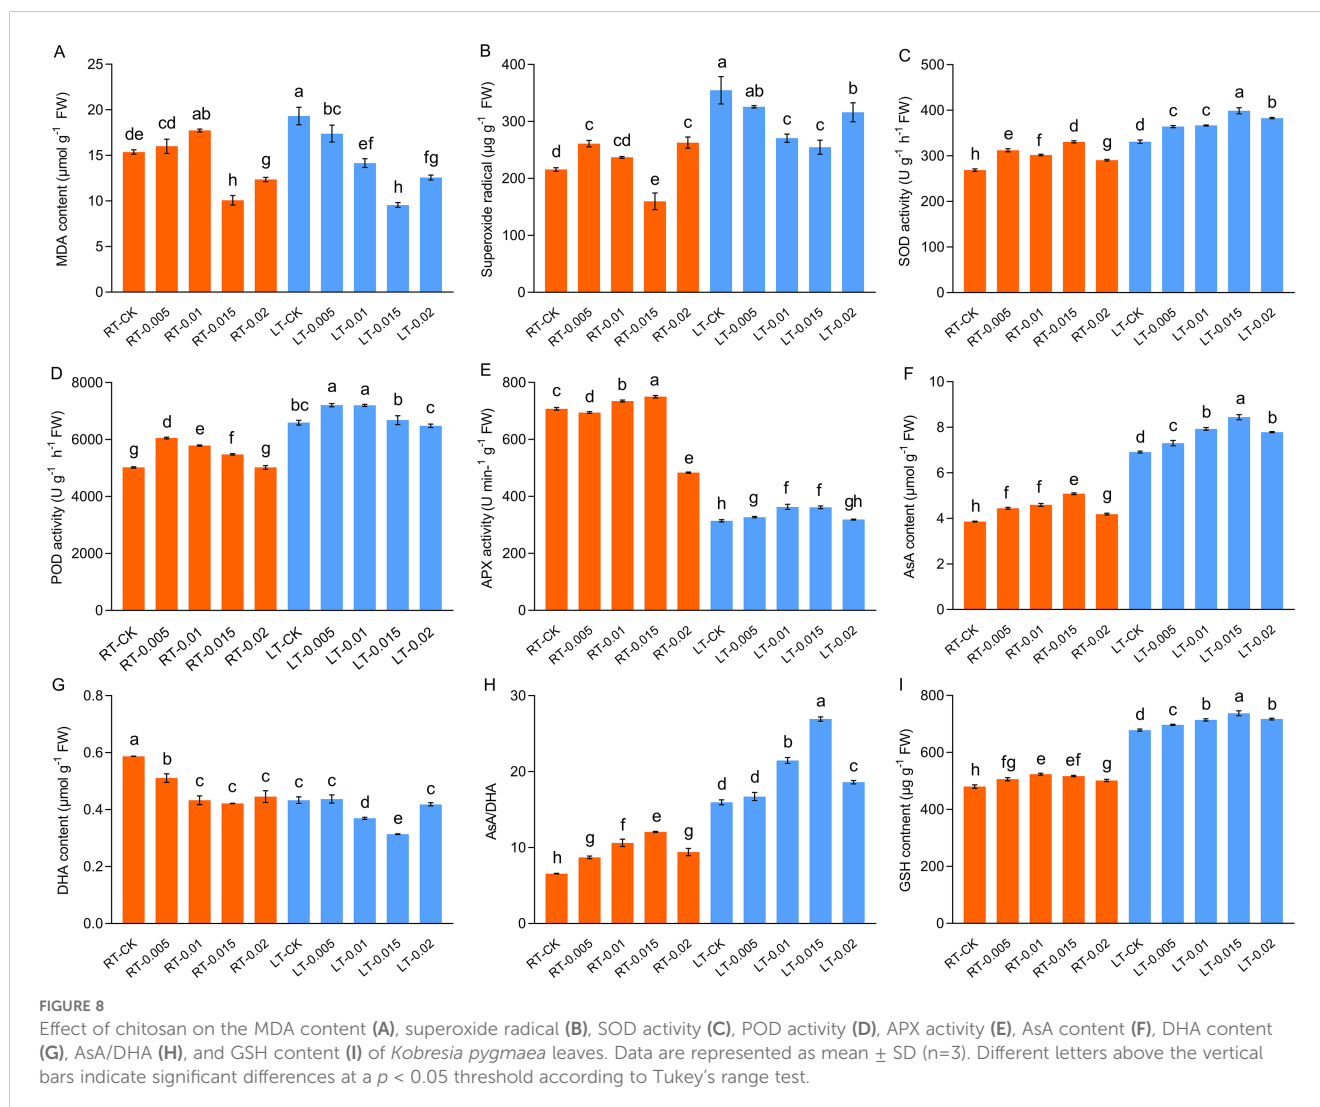 A
MDA content (µmol g⁻¹ FW)
25
20
15
10
5
0
de
cd
ab
h
g
a
bc
ef
h
fg
RT-CK
RT-0.005
RT-0.01
RT-0.015
RT-0.02
LT-CK
LT-0.005
LT-0.01
LT-0.015
LT-0.02
B
Superoxide radical (µg g⁻¹ FW)
400
300
200
100
0
d
c
cd
e
c
a
ab
c
c
b
RT-CK
RT-0.005
RT-0.01
RT-0.015
RT-0.02
LT-CK
LT-0.005
LT-0.01
LT-0.015
LT-0.02
C
SOD activity (U g⁻¹ h⁻¹ FW)
500
400
300
200
100
0
h
e
f
d
g
d
c
c
a
b
RT-CK
RT-0.005
RT-0.01
RT-0.015
RT-0.02
LT-CK
LT-0.005
LT-0.01
LT-0.015
LT-0.02
D
POD activity (U g⁻¹ h⁻¹ FW)
8000
6000
4000
2000
0
g
d
e
f
g
bc
a
a
b
c
RT-CK
RT-0.005
RT-0.01
RT-0.015
RT-0.02
LT-CK
LT-0.005
LT-0.01
LT-0.015
LT-0.02
E
APX activity (U min-¹ g⁻¹ FW)
800
600
400
200
0
c
d
b
a
e
h
g
f
f
gh
RT-CK
RT-0.005
RT-0.01
RT-0.015
RT-0.02
LT-CK
LT-0.005
LT-0.01
LT-0.015
LT-0.02
F
AsA content (µmol g⁻¹ FW)
10
8
6
4
2
0
h
f
f
e
g
d
c
b
a
b
RT-CK
RT-0.005
RT-0.01
RT-0.015
RT-0.02
LT-CK
LT-0.005
LT-0.01
LT-0.015
LT-0.02
G
DHA content (µmol g⁻¹ FW)
0.8
0.6
0.4
0.2
0.0
a
b
c
c
c
c
c
d
e
c
RT-CK
RT-0.005
RT-0.01
RT-0.015
RT-0.02
LT-CK
LT-0.005
LT-0.01
LT-0.015
LT-0.02
H
AsA/DHA
30
20
10
0
h
g
f
e
g
d
d
b
a
c
RT-CK
RT-0.005
RT-0.01
RT-0.015
RT-0.02
LT-CK
LT-0.005
LT-0.01
LT-0.015
LT-0.02
I
GSH contnent (µg g⁻¹ FW)
800
600
400
200
0
h
fg
e
ef
g
d
c
b
a
b
RT-CK
RT-0.005
RT-0.01
RT-0.015
RT-0.02
LT-CK
LT-0.005
LT-0.01
LT-0.015
LT-0.02
FIGURE 8
Effect of chitosan on the MDA content (A), superoxide radical (B), SOD activity (C), POD activity (D), APX activity (E), AsA content (F), DHA content
(G), AsA/DHA (H), and GSH content (I) of Kobresia pygmaea leaves. Data are represented as mean ± SD (n=3). Different letters above the vertical
bars indicate significant differences at a p < 0.05 threshold according to Tukey's range test.